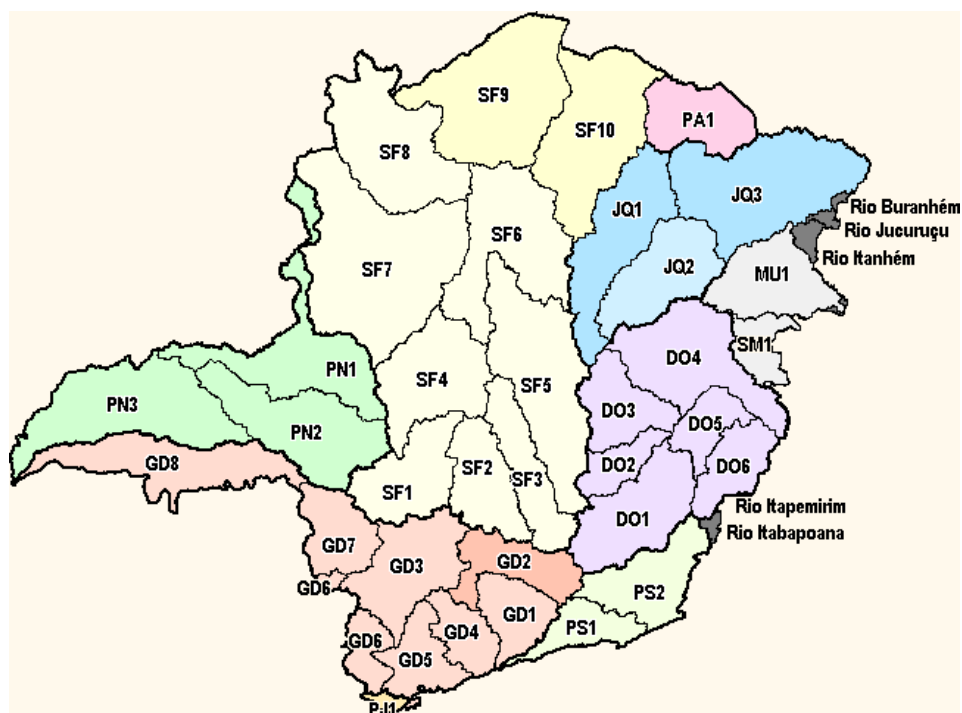 SF9
SF10
PA1
SF8
JQ1
JQ3
Rio Buranhém
Rio Jucuruçu
SF6
Rio Itanhém
SF7
JQ2
MU1
SM1
DO4
PN1
SF4
SF5
PN3
DO3
PN2
DO5
GD8
SF2
DO2
DO6
SF1
SF3
Rio Itapemirim
DO1
Rio Itabapoana
GD7
GD3
GD2
GD6
PS2
GD1
PS1
GD6
GD4
GD5
PJ1